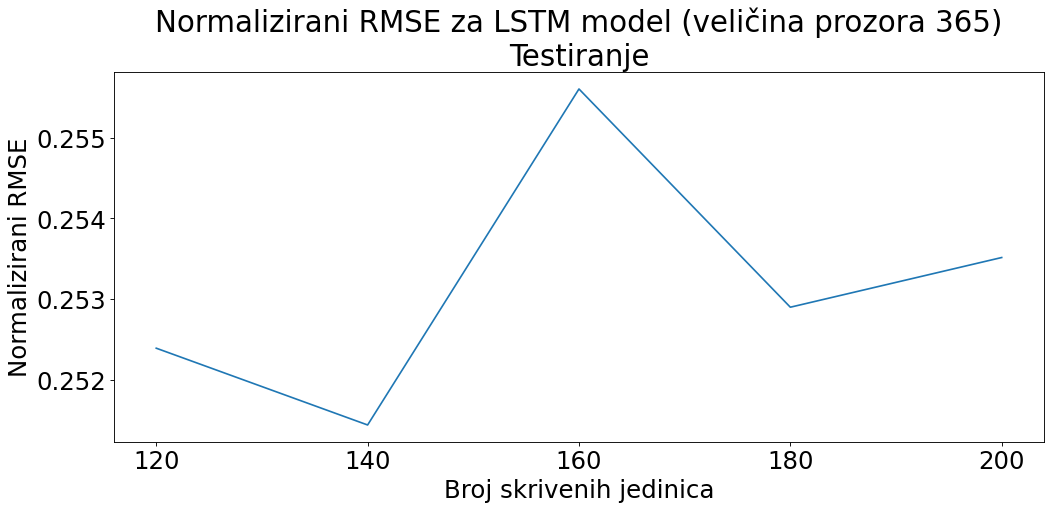 Normalizirani RMSE za LSTM model (veličina prozora 365)
Testiranje
Normalizirani RMSE
0.255
0.254
0.253
0.252
120 140 160 180 200
Broj skrivenih jedinica